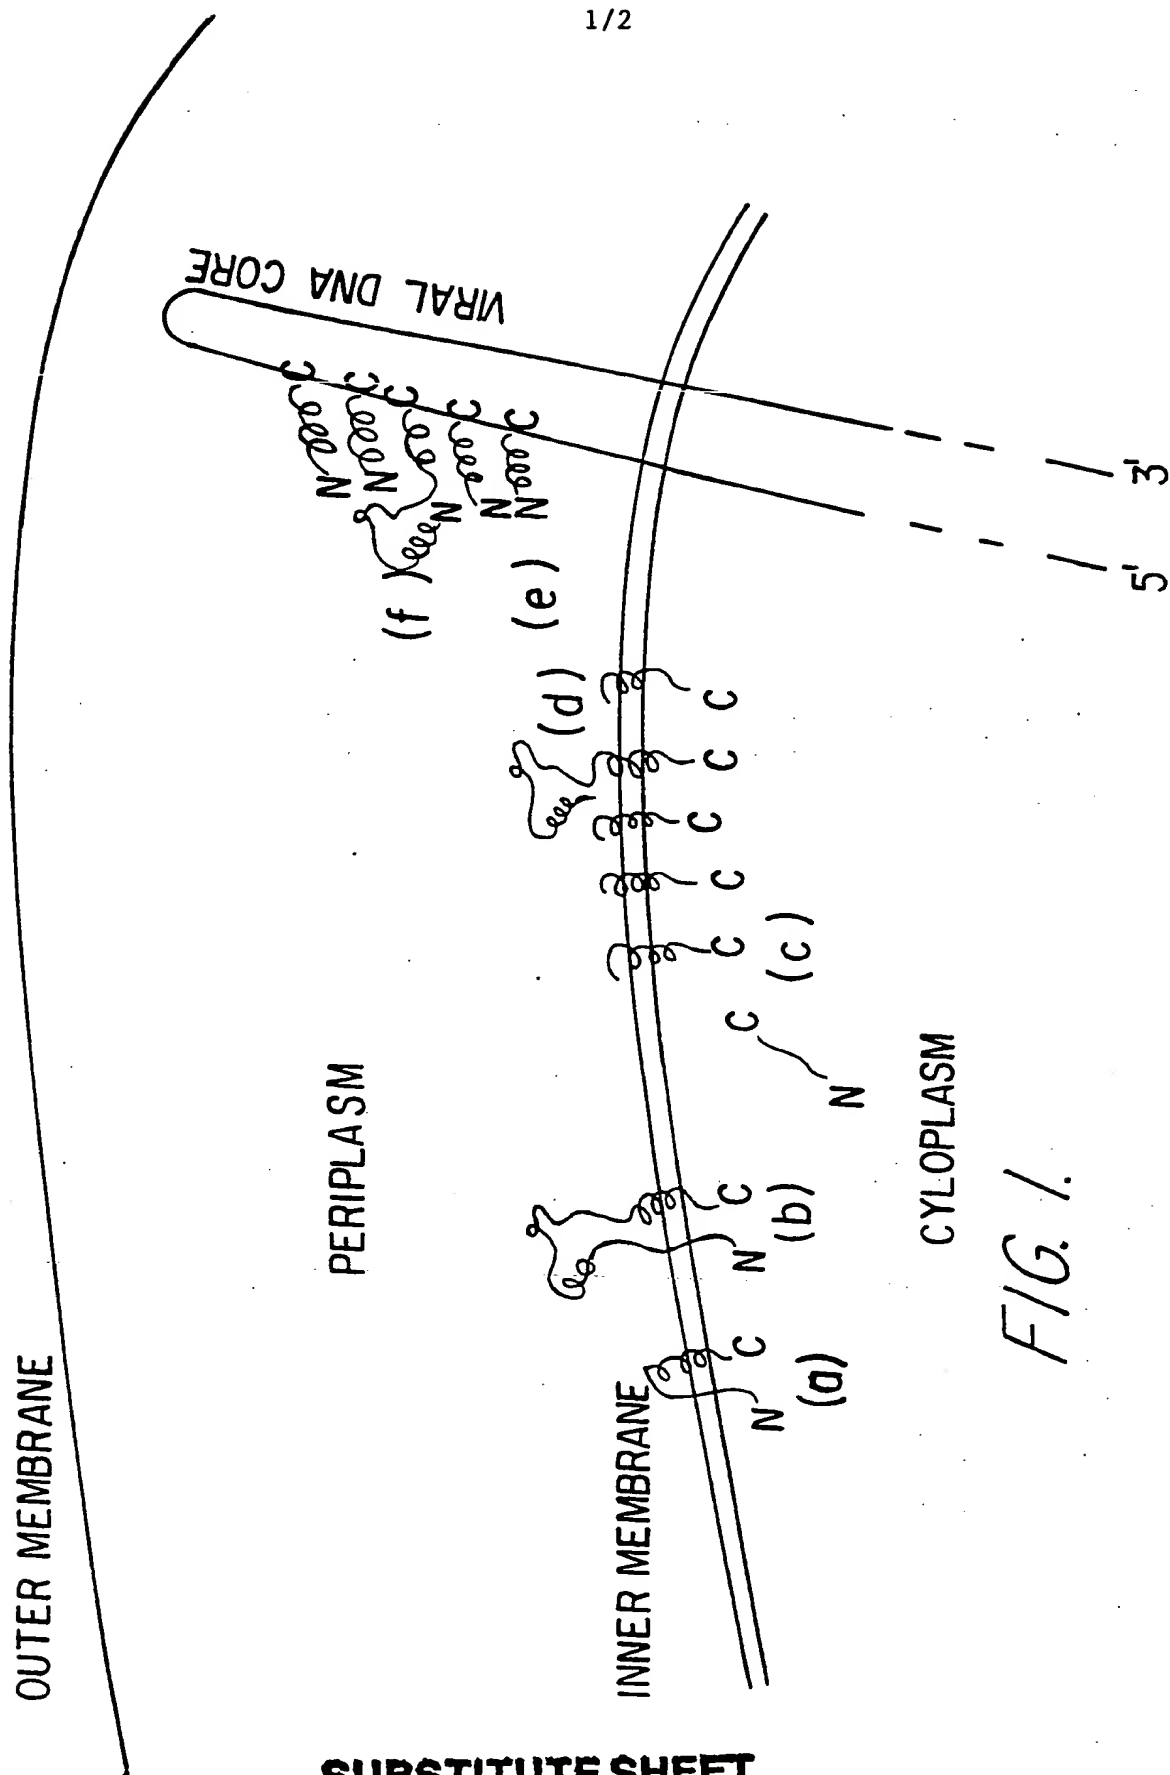 1/2
OUTER MEMBRANE
PERIPLASM
INNER MEMBRANE
VIRAL DNA CORE
C
C
C
C
C
N
N
N
N
N
(f)
(e)
(d)
C
C
C
C
C
(c)
C
N
C
N
(b)
C
N
(a)
CYLOPLASM
5'
3'
FIG. 1.
SUBSTITUTE SHEET